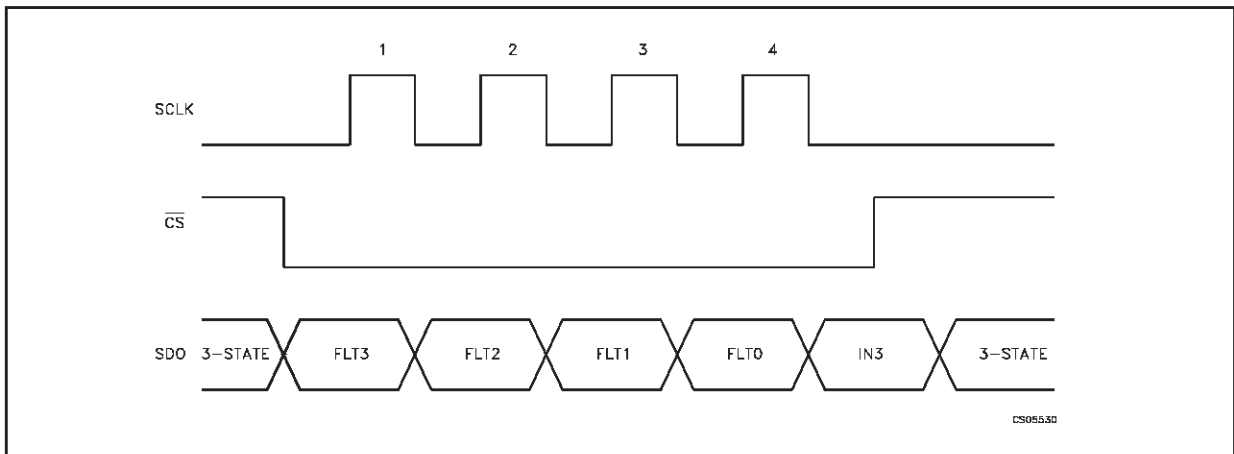 1 2 3 4
SCLK
CS
SDO 3-STATE FLT3 FLT2 FLT1 FLT0 IN3 3-STATE
CS05530